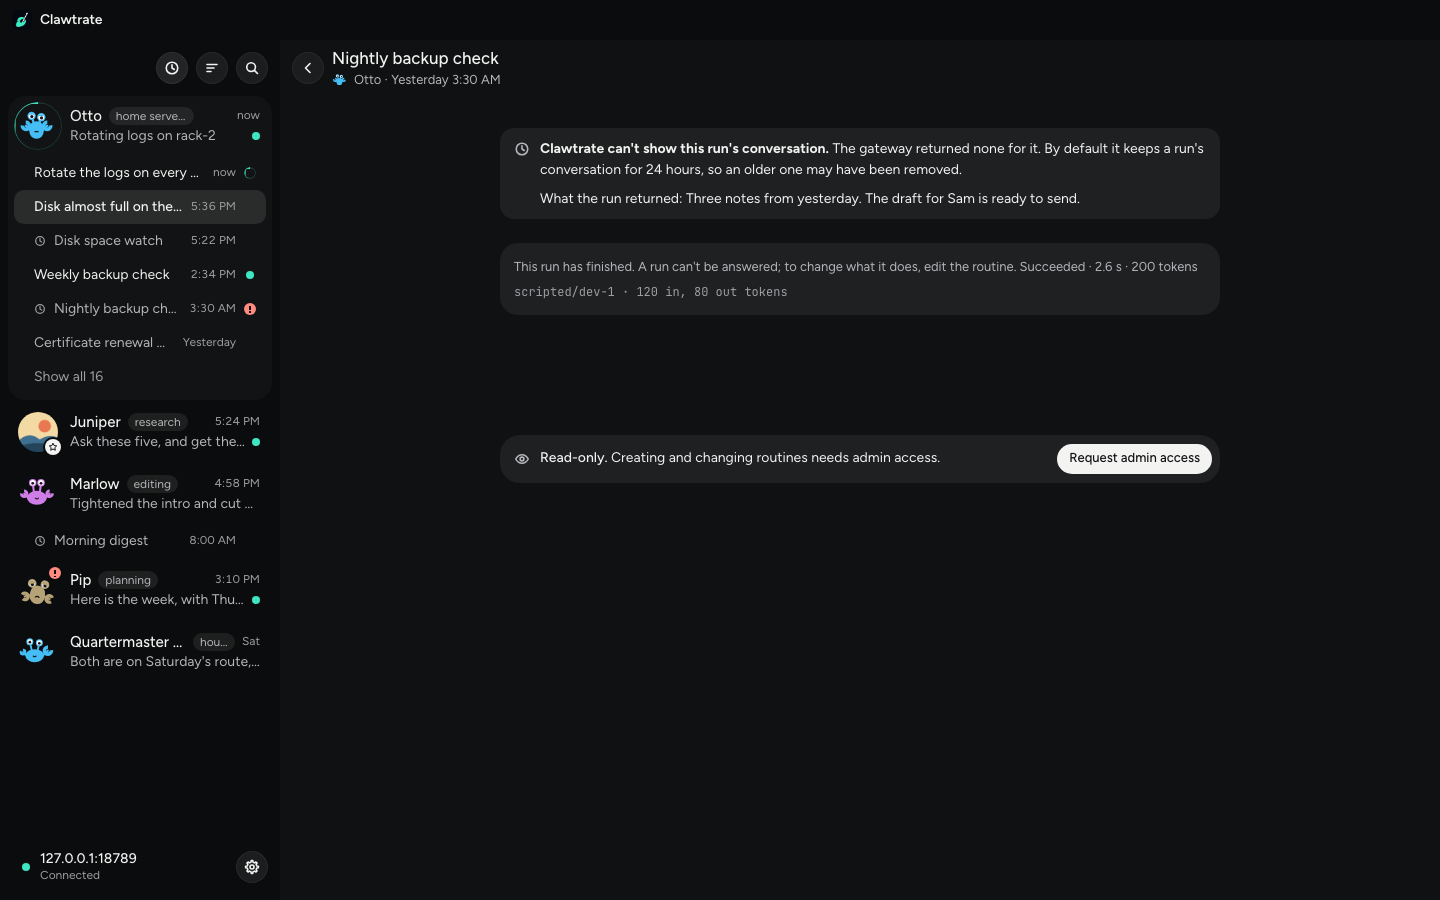 Clawtrate
Otto home serve... now
Rotating logs on rack-2
Rotate the logs on every ... now
Disk almost full on the... 5:36 PM
Disk space watch 5:22 PM
Weekly backup check 2:34 PM
Nightly backup ch... 3:30 AM
Certificate renewal ... Yesterday
Show all 16
Juniper research 5:24 PM
Ask these five, and get the...
Marlow editing 4:58 PM
Tightened the intro and cut ...
Morning digest 8:00 AM
Pip planning 3:10 PM
Here is the week, with Thu...
Quartermaster ... hou... Sat
Both are on Saturday's route,...
127.0.0.1:18789
Connected
Nightly backup check
Otto · Yesterday 3:30 AM
Clawtrate can't show this run's conversation. The gateway returned none for it. By default it keeps a run's
conversation for 24 hours, so an older one may have been removed.
What the run returned: Three notes from yesterday. The draft for Sam is ready to send.
This run has finished. A run can't be answered; to change what it does, edit the routine. Succeeded · 2.6 s · 200 tokens
scripted/dev-1 · 120 in, 80 out tokens
Read-only. Creating and changing routines needs admin access.
Request admin access